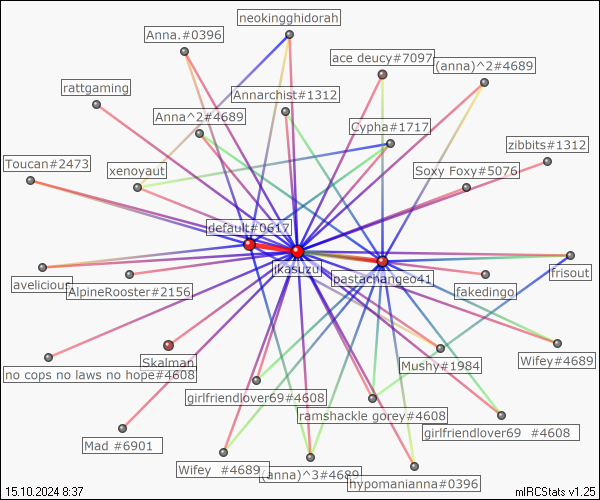 neokingghidorah
Anna.#0396
ace deucy#7097
(anna)^2#4689
rattgaming
Annarchist#1312
Anna^2#4689
Cypha#1717
zibbits#1312
Toucan#2473
xenoyaut
Soxy Foxy#5076
default#0617
jkasuzu
pastachangeo41
frisout
avelicious
AlpineRooster#2156
fakedingo
Skalman
Wifey#4689
no cops no laws no hope#4608
Mushy#1984
girlfriendlover69#4608
ramshackle gorey#4608
girlfriendlover69 #4608
Mad #6901
Wifey #4689
(anna)^3#4689
hypomanianna#0396
15.10.2024 8:37
mIRCStats v1.25